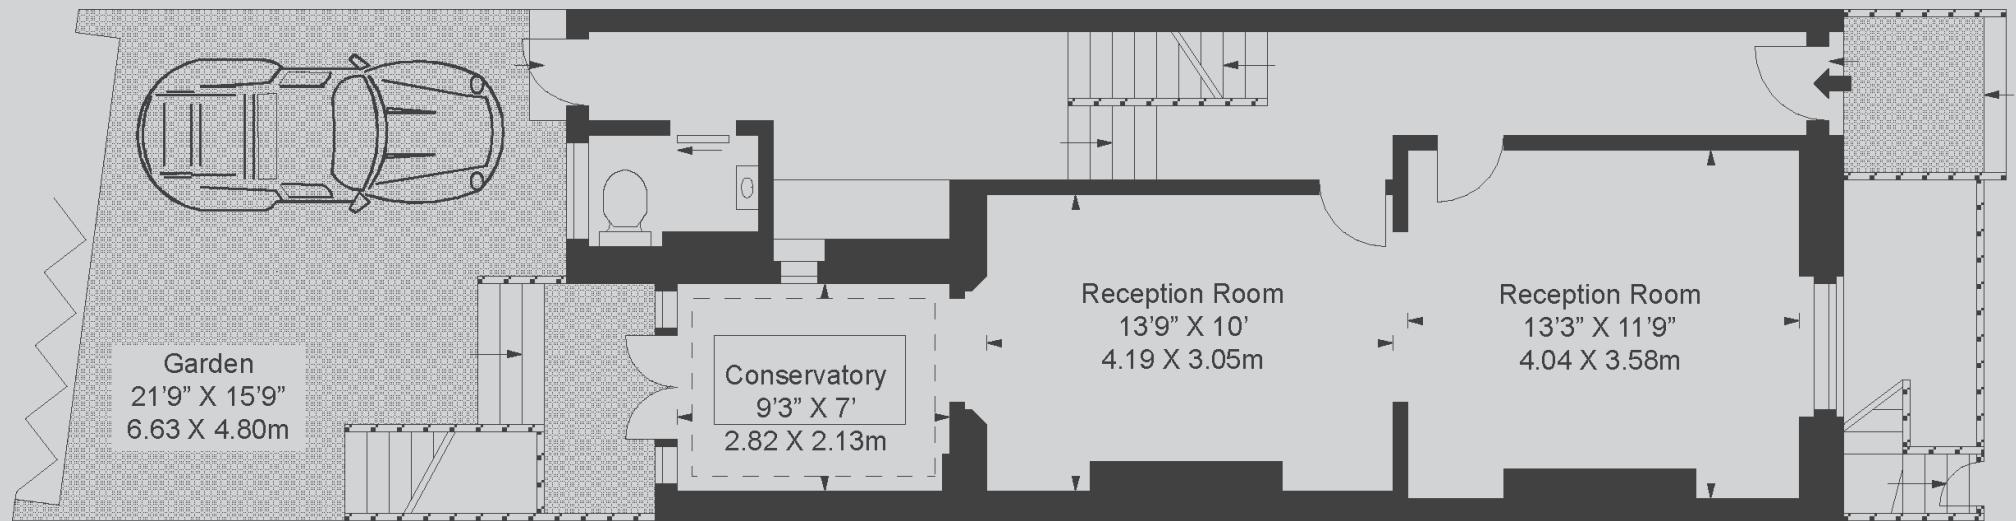 Garden
21’9” X 15’9”
6.63 X 4.80m
Conservatory
9’3” X 7’
2.82 X 2.13m
Reception Room
13’9” X 10’
4.19 X 3.05m
Reception Room
13’3” X 11’9”
4.04 X 3.58m